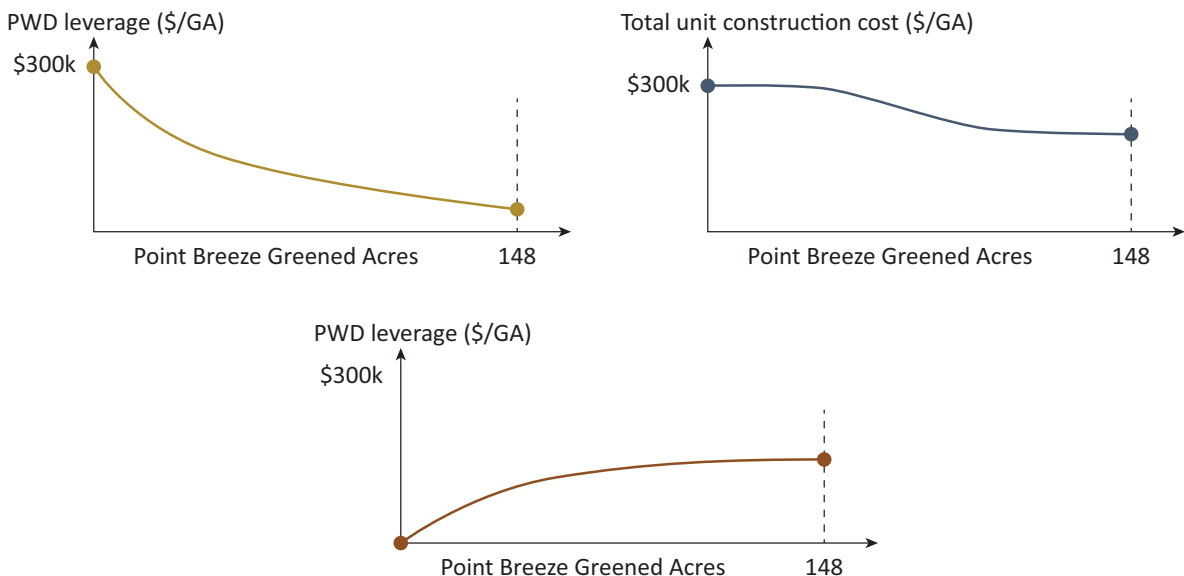 PWD leverage ($/GA)
$300k
Point Breeze Greened Acres
148
Total unit construction cost ($/GA)
$300k
Point Breeze Greened Acres
148
PWD leverage ($/GA)
$300k
Point Breeze Greened Acres
148